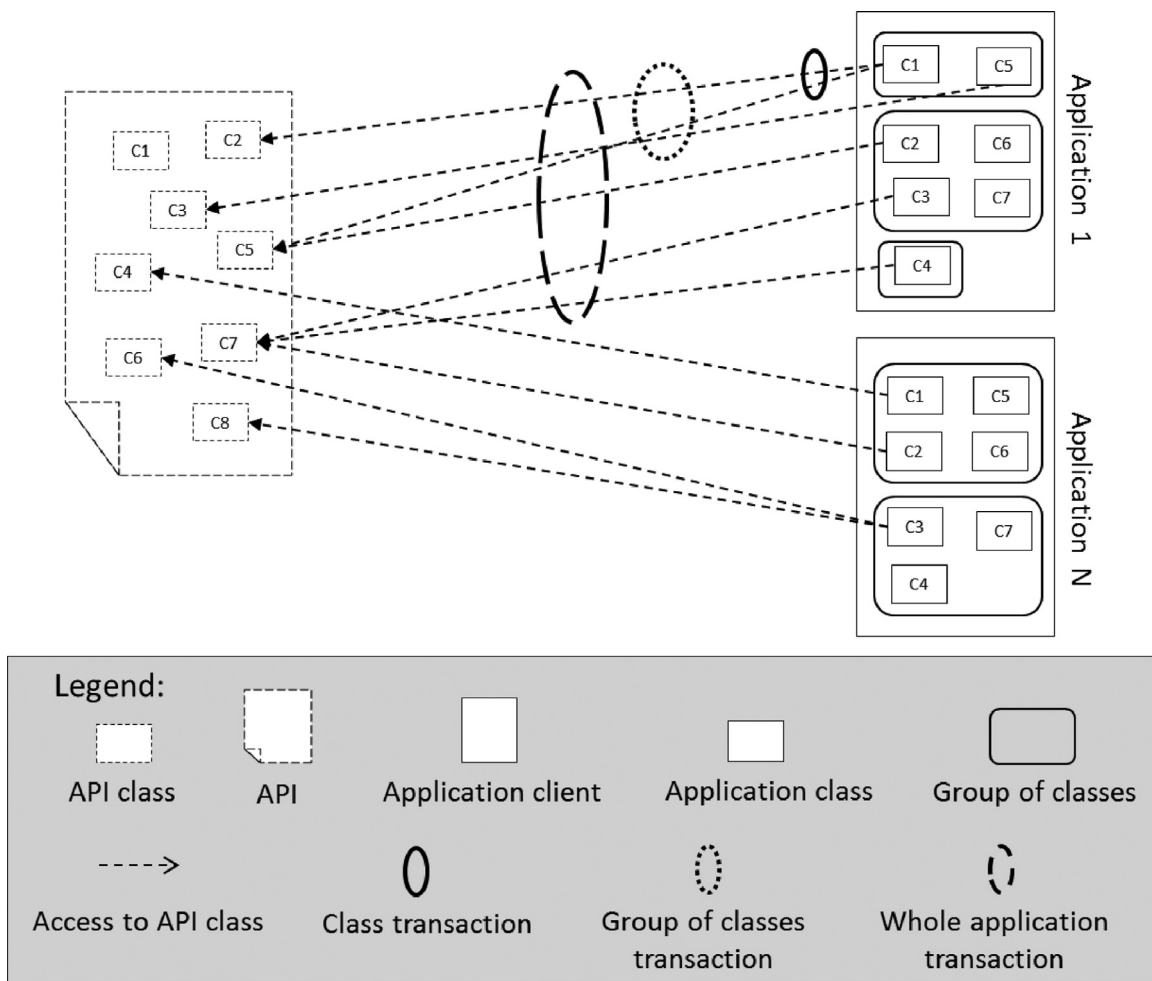 C1
C2
C3
C5
C4
C7
C6
C8
C1
C5
C2
C6
C3
C7
C4
Application 1
C1
C5
C2
C6
C3
C7
C4
Application N
Legend:
API class
API
Application client
Application class
Group of classes
Access to API class
Class transaction
Group of classes
transaction
Whole application
transaction